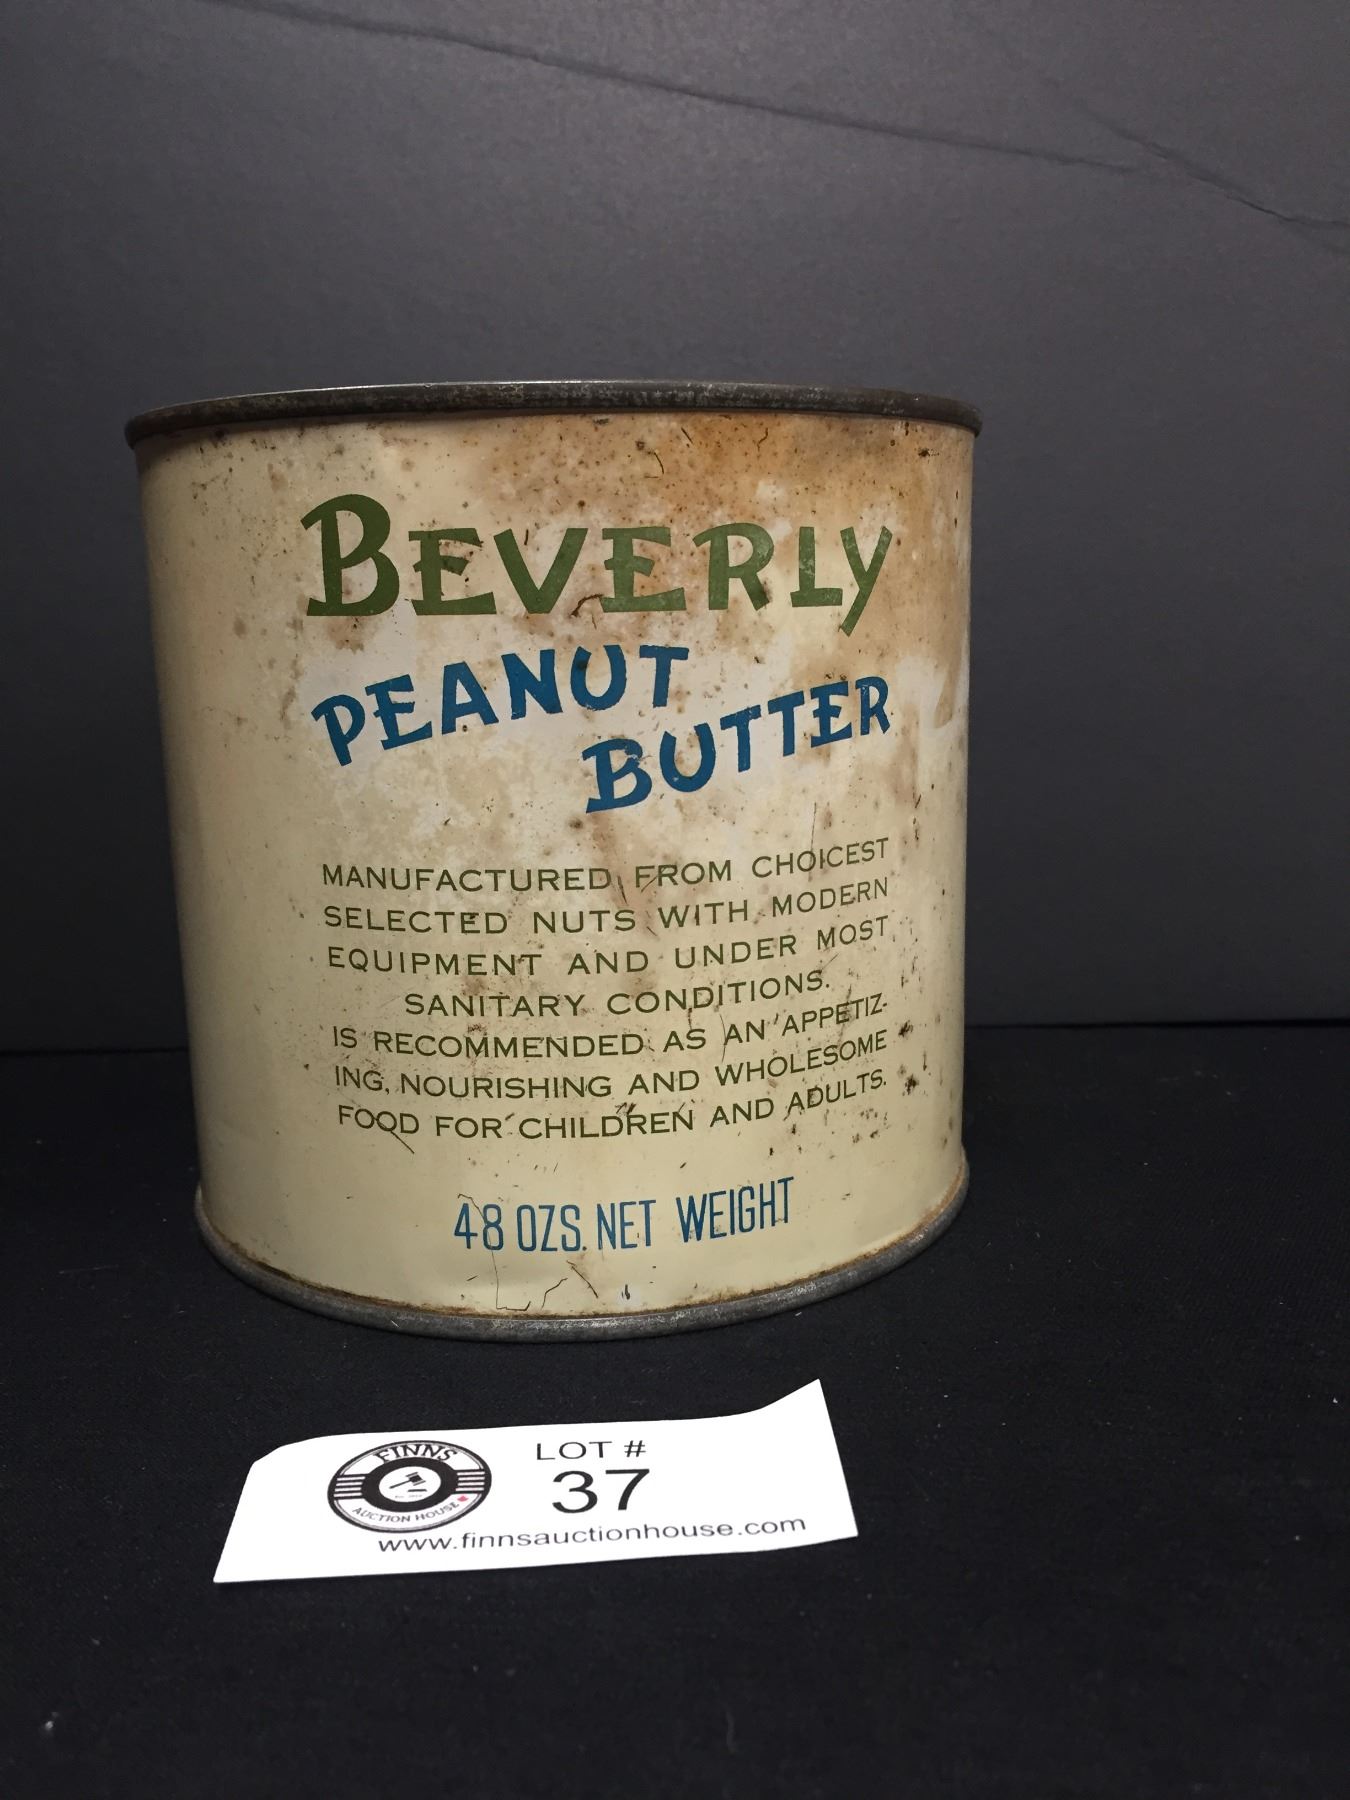 BEVERLY
PEANUT
BUTTER
MANUFACTURED FROM CHOICEST
SELECTED NUTS WITH MODERN
EQUIPMENT AND UNDER MOST
SANITARY CONDITIONS.
IS RECOMMENDED AS AN APPETIZ-
ING, NOURISHING AND WHOLESOME
FOOD FOR CHILDREN AND ADULTS.
48 OZS. NET WEIGHT
FINNS
AUCTION HOUSE
LOT #
37
www.finnsauctionhouse.com